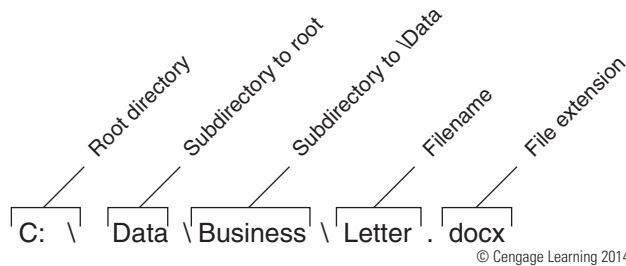 Root directory
Subdirectory to root
Subdirectory to \Data
Filename
File extension
C: \ Data \ Business \ Letter . docx
© Cengage Learning 2014